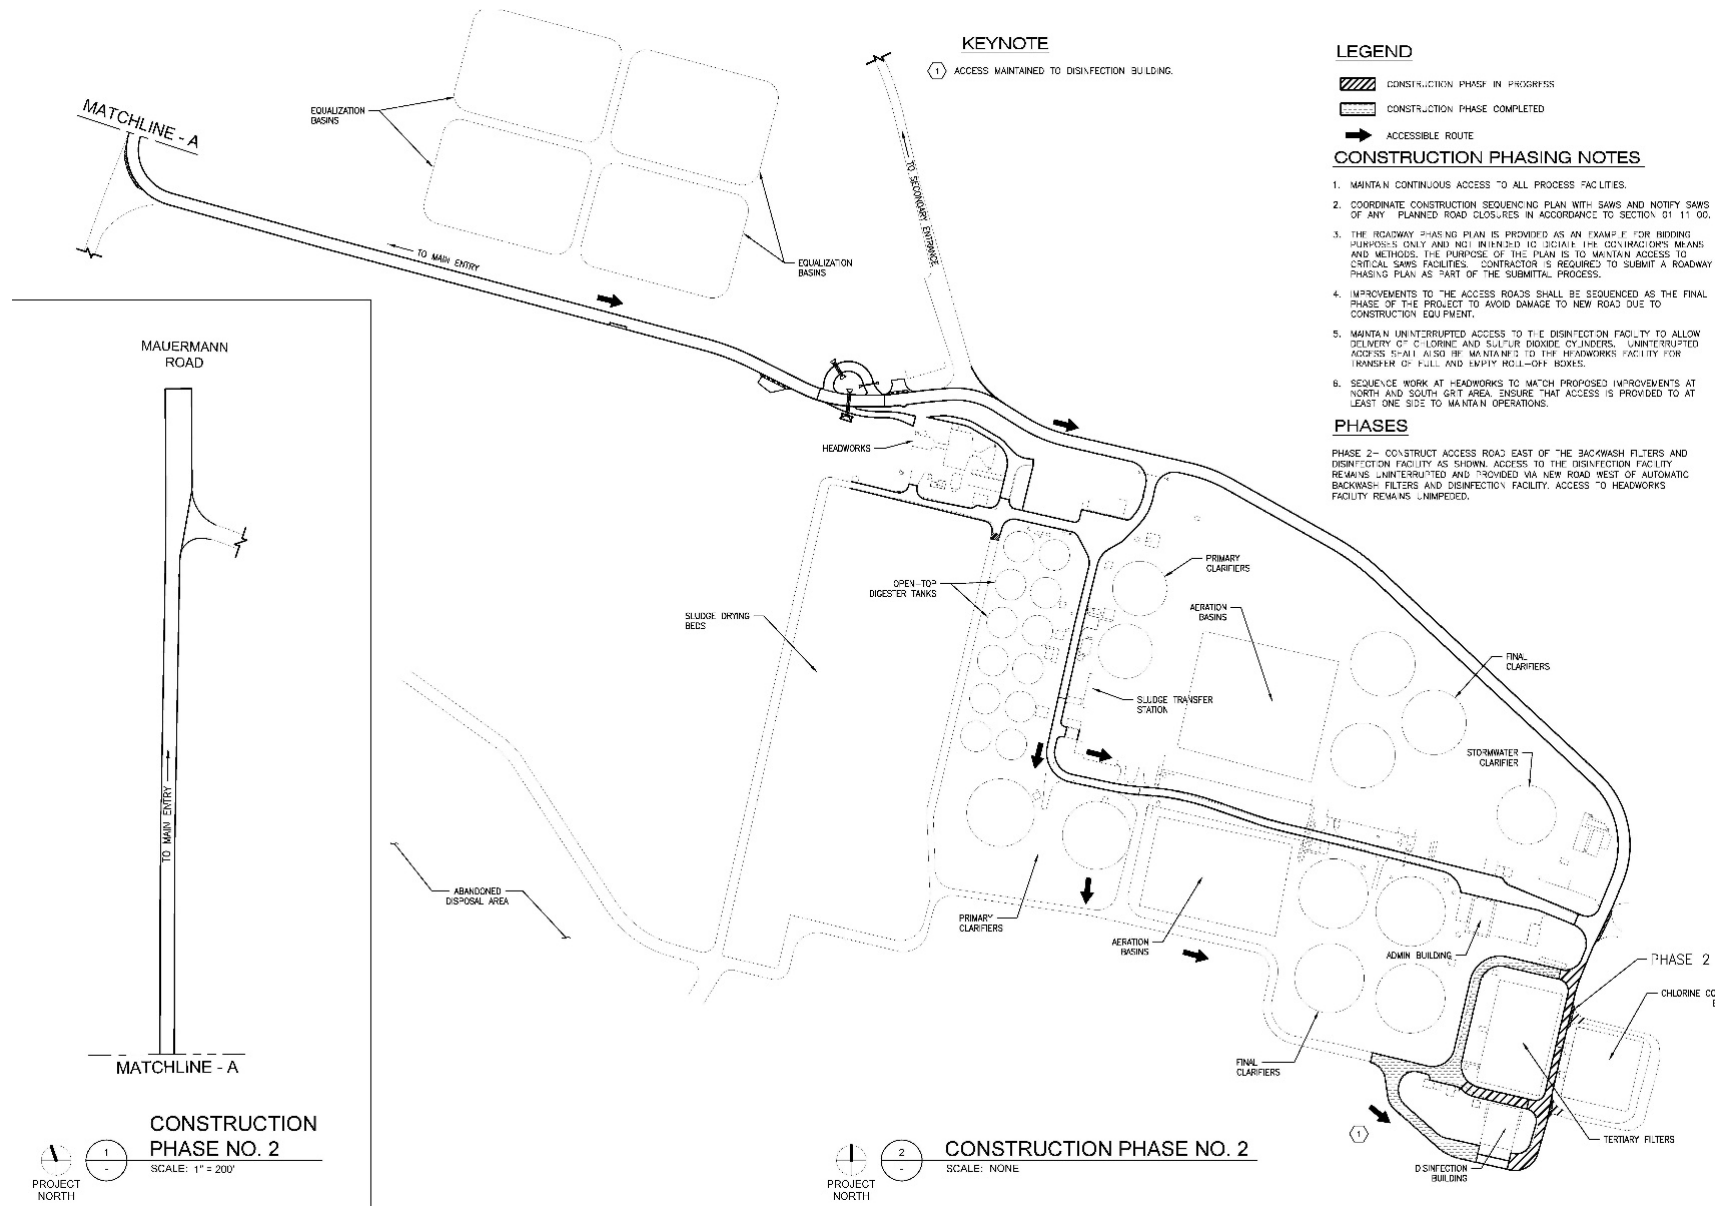 KEYNOTE
1 ACCESS MAINTAINED TO DISINFECTION BUILDING.
LEGEND
CONSTRUCTION PHASE IN PROGRESS
CONSTRUCTION PHASE COMPLETED
ACCESSIBLE ROUTE
CONSTRUCTION PHASING NOTES
1. MAINTAIN CONTINUOUS ACCESS TO ALL PROCESS FACILITIES.
2. COORDINATE CONSTRUCTION SEQUENCING PLAN WITH SAWS AND NOTIFY SAWS
OF ANY PLANNED ROAD CLOSURES IN ACCORDANCE TO SECTION 01 11 00.
3. THE ROADWAY PHASING PLAN IS PROVIDED AS AN EXAMPLE FOR BIDDING
PURPOSES ONLY AND NOT INTENDED TO DICTATE THE CONTRACTOR'S MEANS
AND METHODS. THE PURPOSE OF THE PLAN IS TO MAINTAIN ACCESS TO
CRITICAL SAWS FACILITIES. CONTRACTOR IS REQUIRED TO SUBMIT A ROADWAY
PHASING PLAN AS PART OF THE SUBMITTAL PROCESS.
4. IMPROVEMENTS TO THE ACCESS ROADS SHALL BE SEQUENCED AS THE FINAL
PHASE OF THE PROJECT TO AVOID DAMAGE TO NEW ROAD DUE TO
CONSTRUCTION EQUIPMENT.
5. MAINTAIN UNINTERRUPTED ACCESS TO THE DISINFECTION FACILITY TO ALLOW
DELIVERY OF CHLORINE AND SULFUR DIOXIDE CYLINDERS. UNINTERRUPTED
ACCESS SHALL ALSO BE MAINTAINED TO THE HEADWORKS FACILITY FOR
TRANSFER OF FULL AND EMPTY ROLL-OFF BOXES.
6. SEQUENCE WORK AT HEADWORKS TO MATCH PROPOSED IMPROVEMENTS AT
NORTH AND SOUTH GRIT AREA. ENSURE THAT ACCESS IS PROVIDED TO AT
LEAST ONE SIDE TO MAINTAIN OPERATIONS.
PHASES
PHASE 2- CONSTRUCT ACCESS ROAD EAST OF THE BACKWASH FILTERS AND
DISINFECTION FACILITY AS SHOWN. ACCESS TO THE DISINFECTION FACILITY
REMAINS UNINTERRUPTED AND PROVIDED VIA NEW ROAD WEST OF AUTOMATIC
BACKWASH FILTERS AND DISINFECTION FACILITY. ACCESS TO HEADWORKS
FACILITY REMAINS UNIMPEDED.
MATCHLINE - A
EQUALIZATION
BASINS
TO SECONDARY ENTRANCE
TO MAIN ENTRY
EQUALIZATION
BASINS
MAUERMANN
ROAD
TO MAIN ENTRY
MATCHLINE - A
HEADWORKS
OPEN-TOP
DIGESTER TANKS
PRIMARY
CLARIFIERS
AERATION
BASINS
SLUDGE DRYING
BEDS
FINAL
CLARIFIERS
SLUDGE TRANSFER
STATION
STORMWATER
CLARIFIER
ABANDONED
DISPOSAL AREA
PRIMARY
CLARIFIERS
AERATION
BASINS
ADMIN BUILDING
PHASE 2
CHLORINE CO
FINAL
CLARIFIERS
1
TERTIARY FILTERS
DISINFECTION
BUILDING
1
-
CONSTRUCTION
PHASE NO. 2
SCALE: 1" = 200'
PROJECT
NORTH
2
-
CONSTRUCTION PHASE NO. 2
SCALE: NONE
PROJECT
NORTH